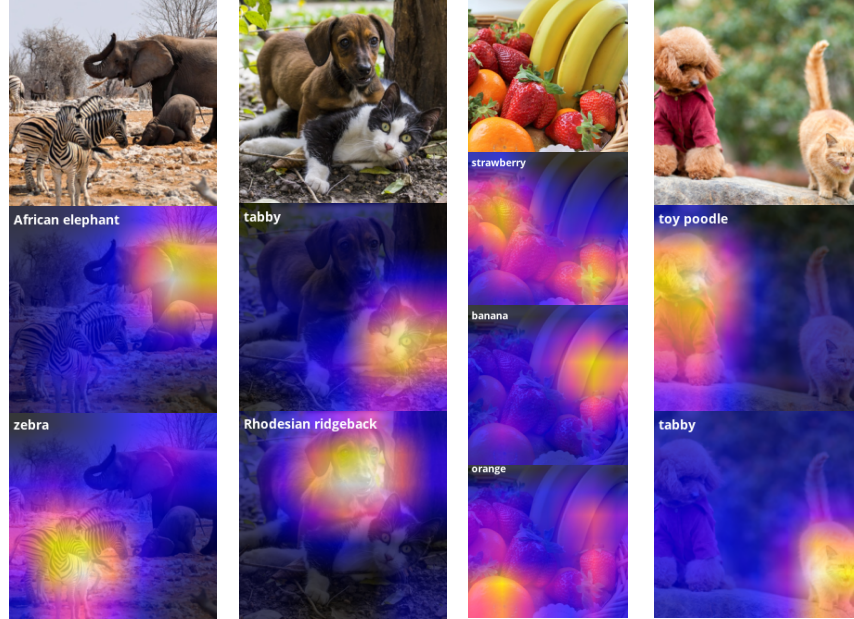 African elephant
zebra
tabby
Rhodesian ridgeback
strawberry
banana
orange
toy poodle
tabby